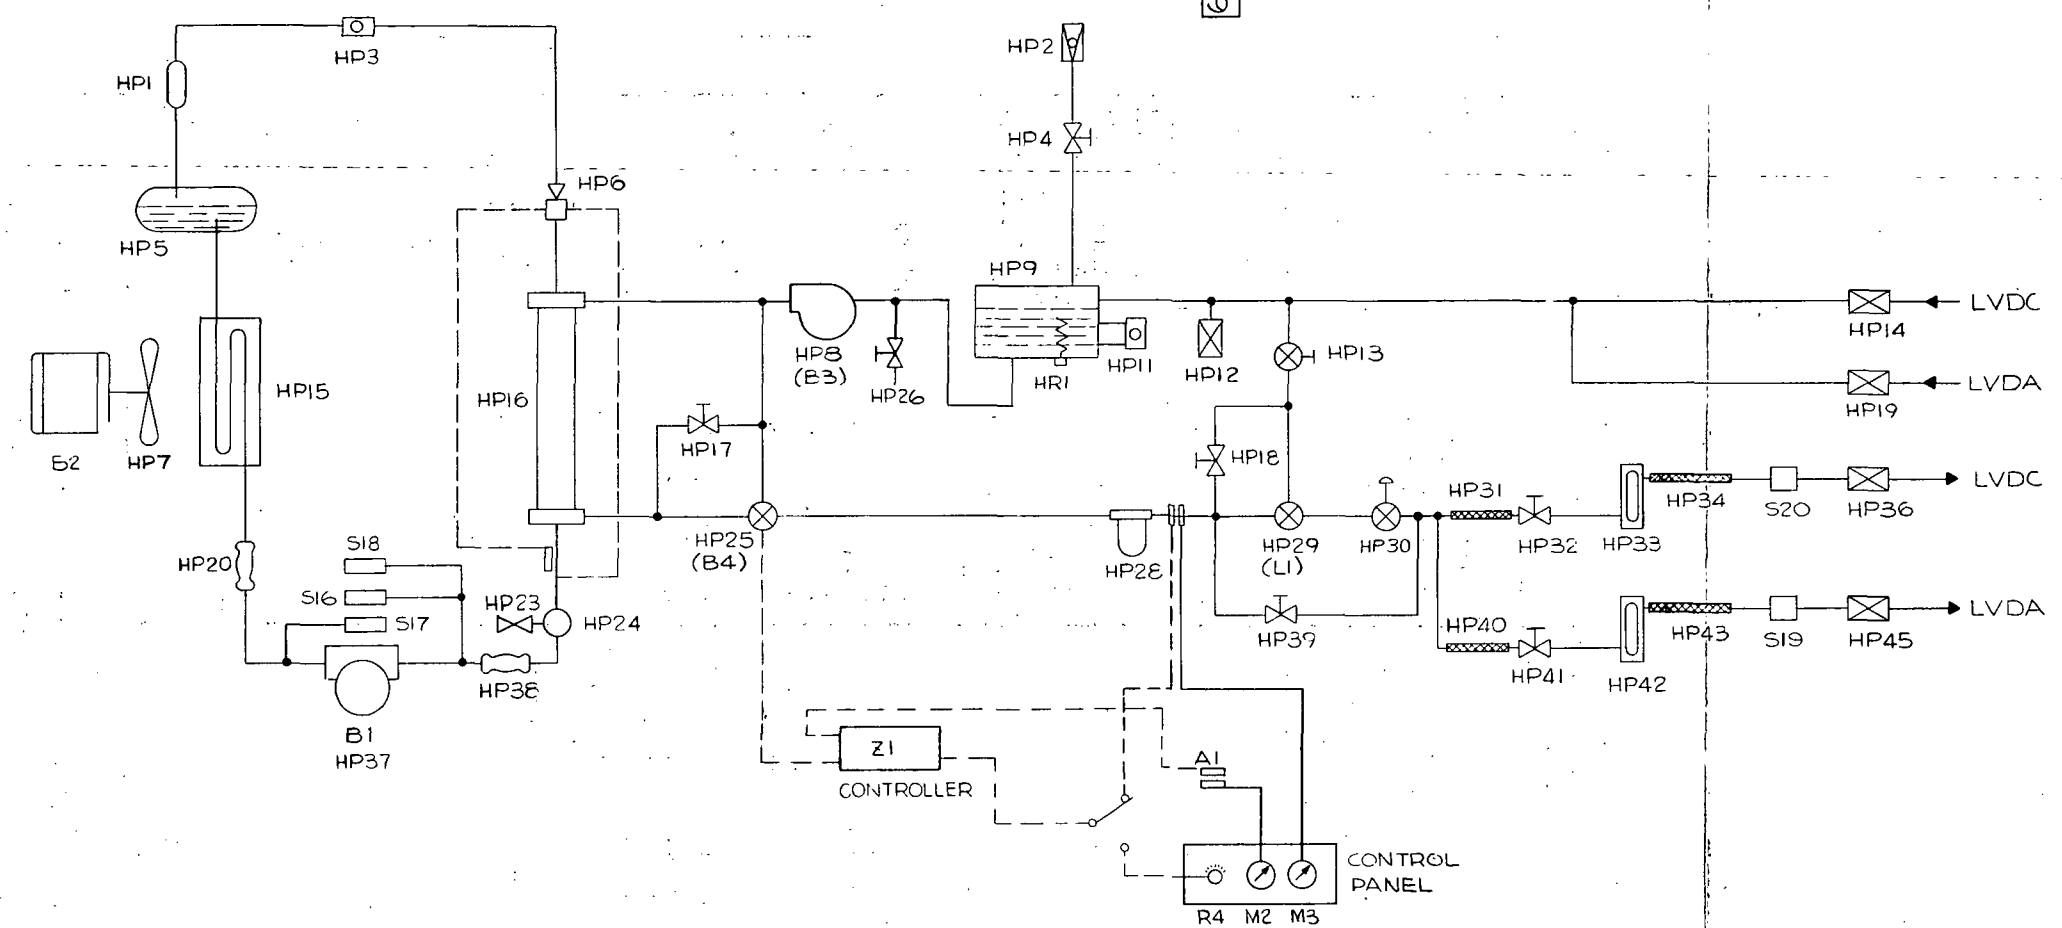 6
HP3
HP1
HP2
HP4
HP6
HP5
HP9
LVDC
HP14
HP8
(B3)
HP26
HR1
HP11
HP12
HP13
LVDA
HP19
HP15
HP16
B2
HP7
HP17
HP18
HP31
HP34
LVDC
S20
HP36
HP25
(B4)
HP28
HP29
(L1)
HP30
HP32
HP33
S18
HP20
S16
HP23
S17
HP24
HP39
HP40
HP43
S19
HP45
LVDA
HP38
HP41
HP42
B1
HP37
Z1
CONTROLLER
A1
CONTROL
PANEL
R4 M2 M3